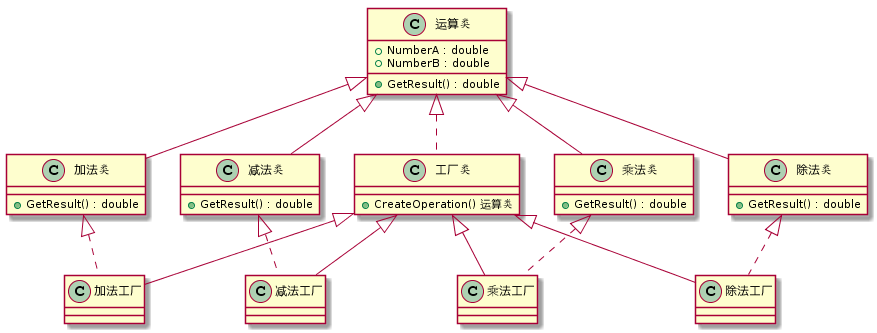 C 运算类
NumberA : double
NumberB : double
GetResult() : double
C 加法类
GetResult() : double
C 减法类
GetResult() : double
C 工厂类
CreateOperation() 运算类
C 乘法类
GetResult() : double
C 除法类
GetResult() : double
C 加法工厂
C 减法工厂
C 乘法工厂
C 除法工厂